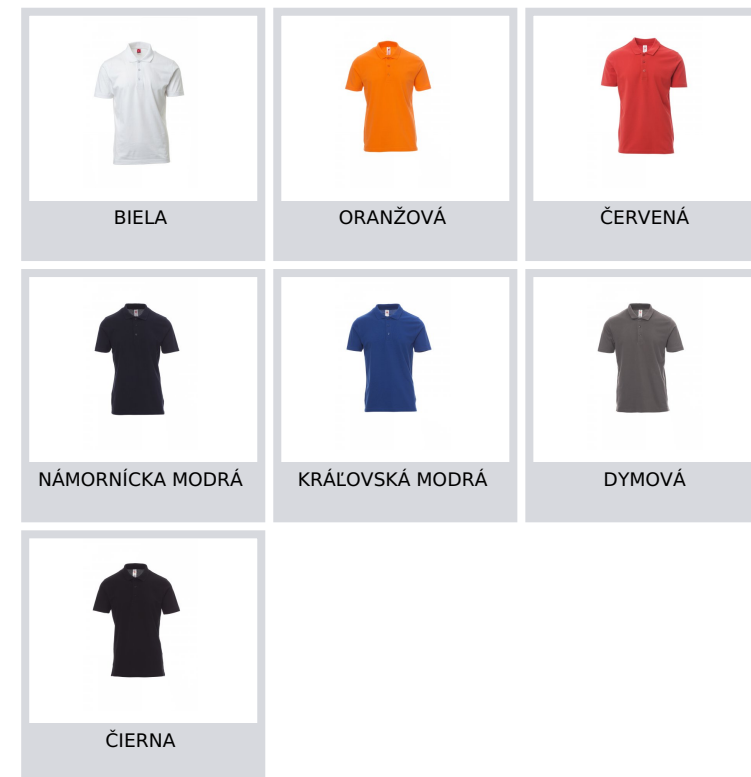 BIELA
ORANŽOVÁ
ČERVENÁ
NÁMORNÍCKA MODRÁ
KRÁĽOVSKÁ MODRÁ
DYMOVÁ
ČIERNA